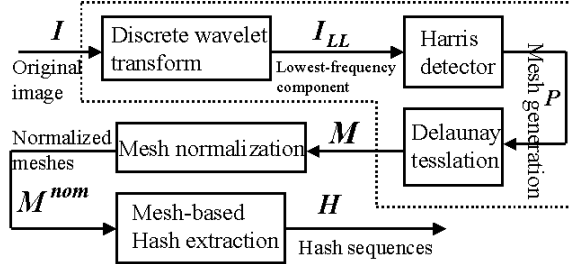 I
Original
image
Discrete wavelet
transform
I_LL
Lowest-frequency
component
Harris
detector
Mesh generation
P
Delaunay
tesslation
M
Mesh normalization
Normalized
meshes
M^nom
Mesh-based
Hash extraction
H
Hash sequences